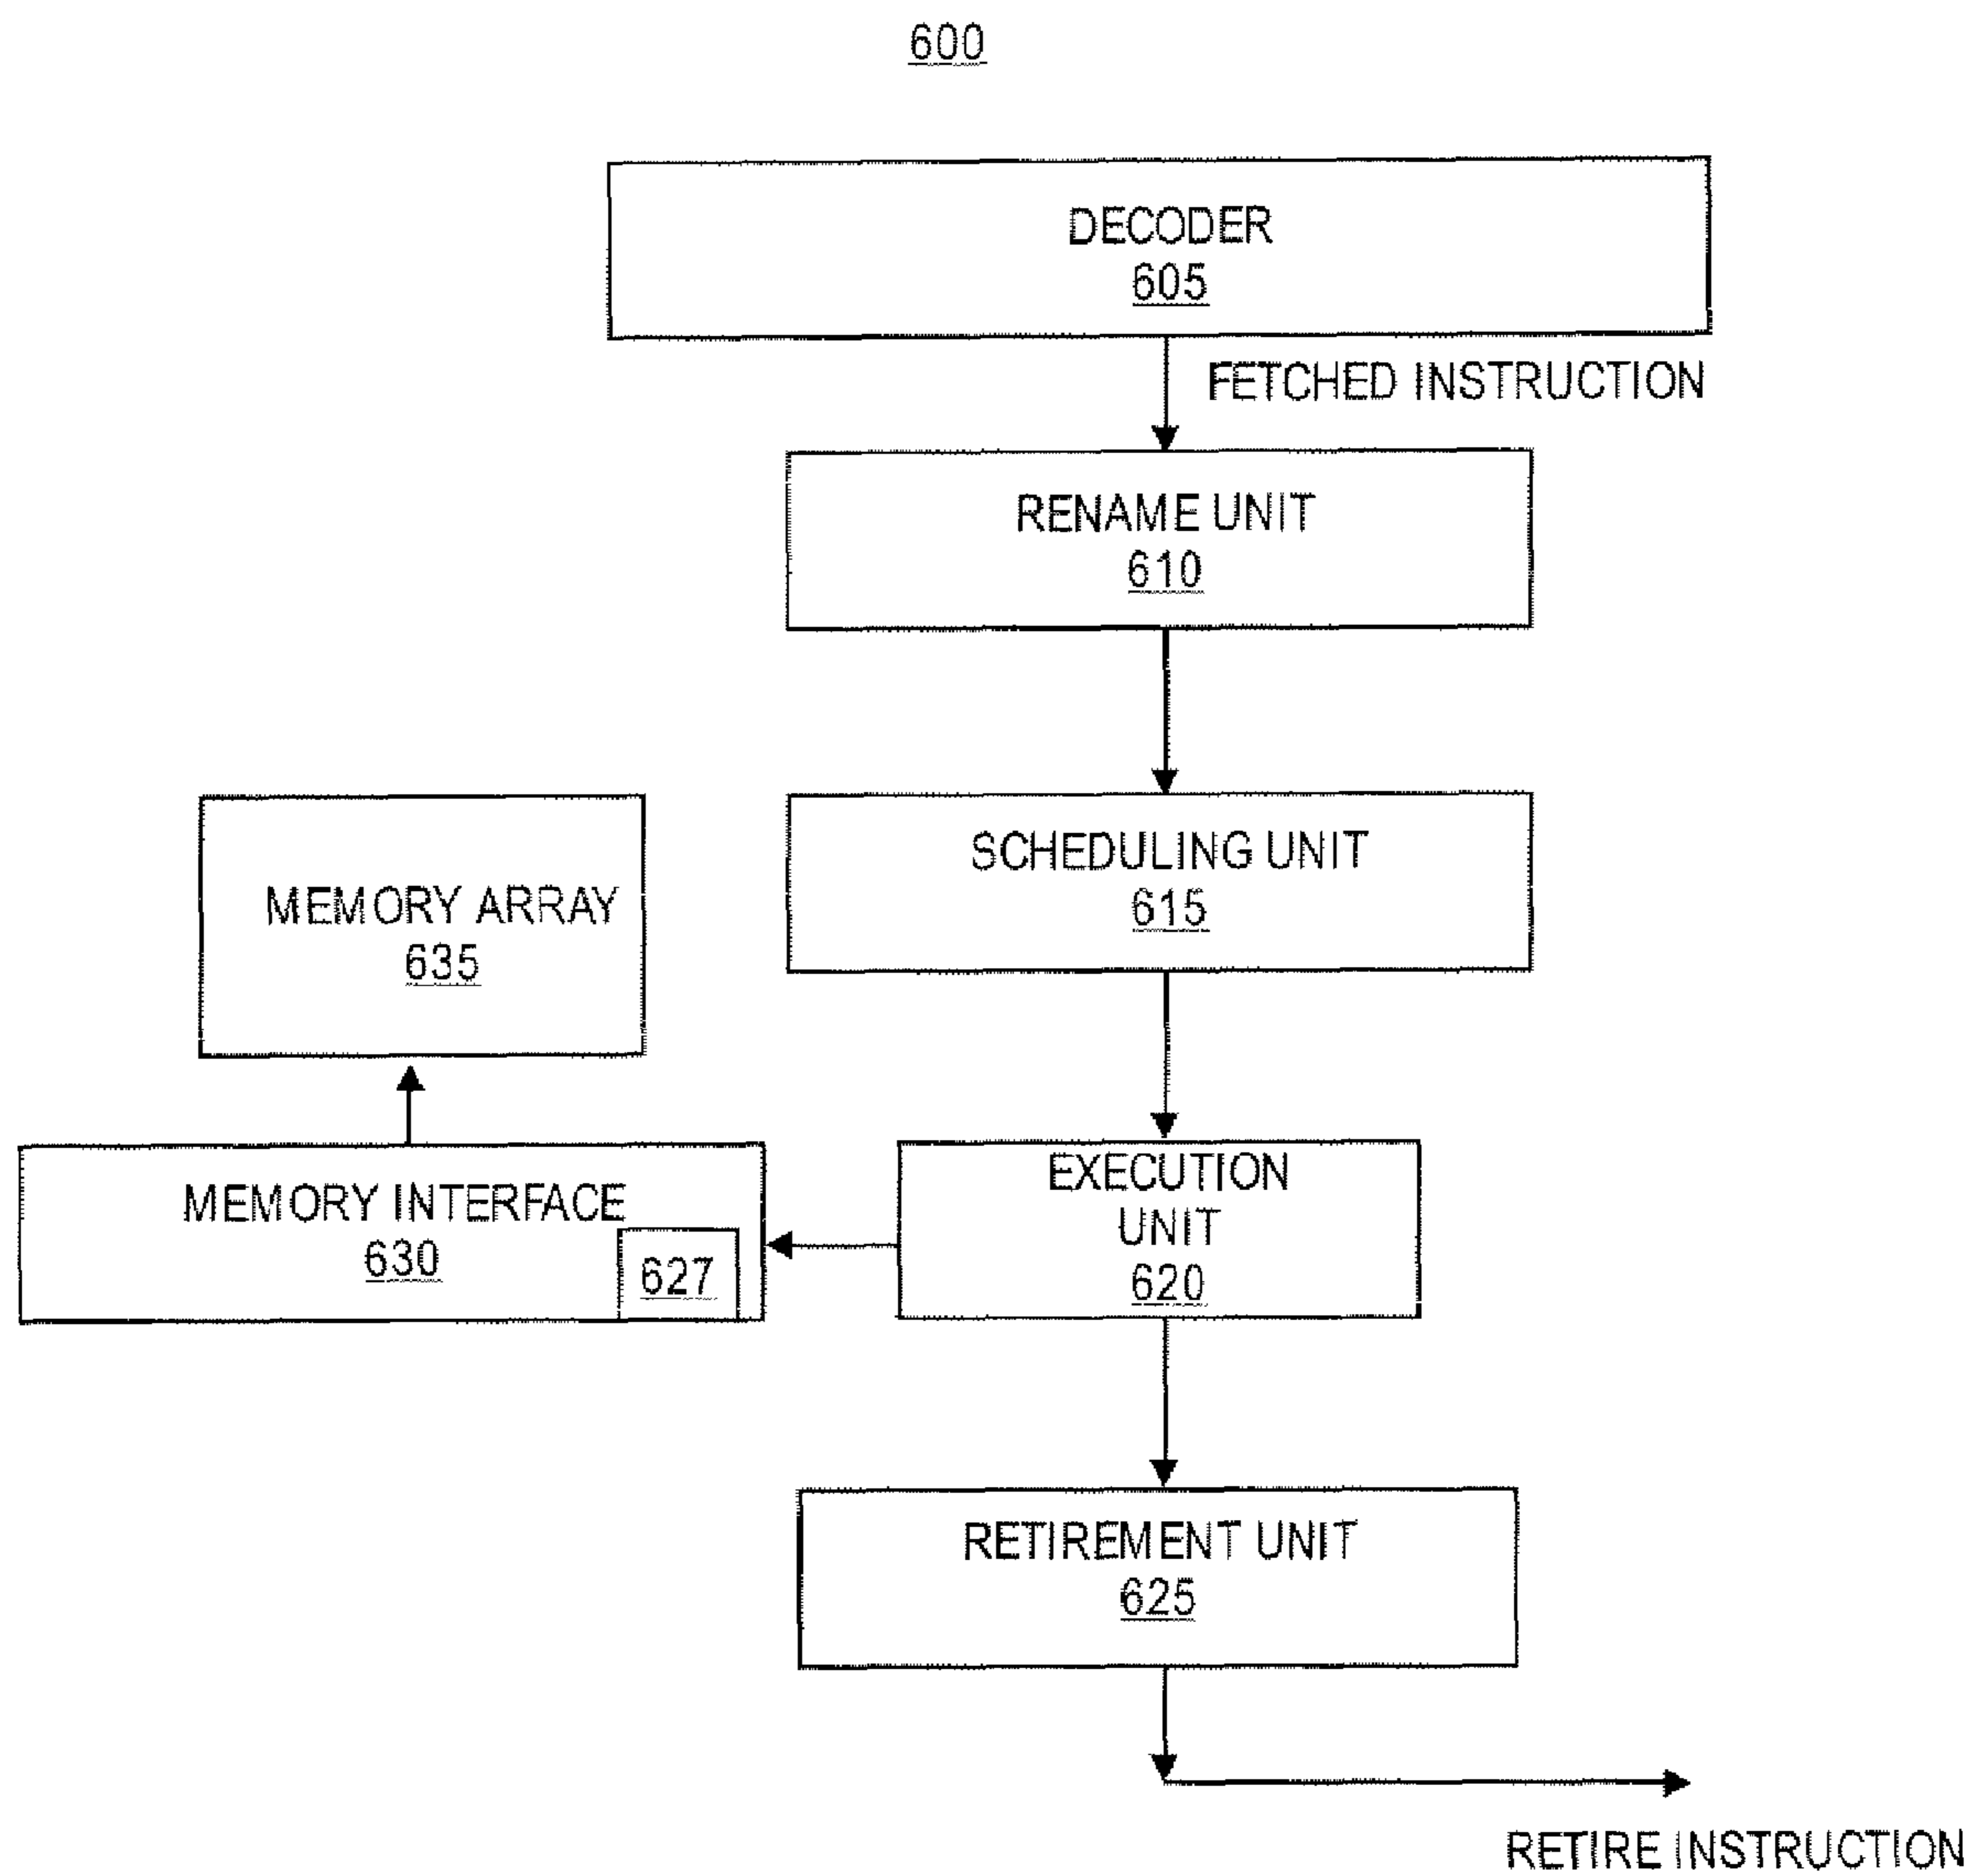 600
DECODER
605
FETCHED INSTRUCTION
RENAME UNIT
610
SCHEDULING UNIT
615
MEMORY ARRAY
635
EXECUTION
UNIT
620
MEMORY INTERFACE
630
627
RETIREMENT UNIT
625
RETIRE INSTRUCTION